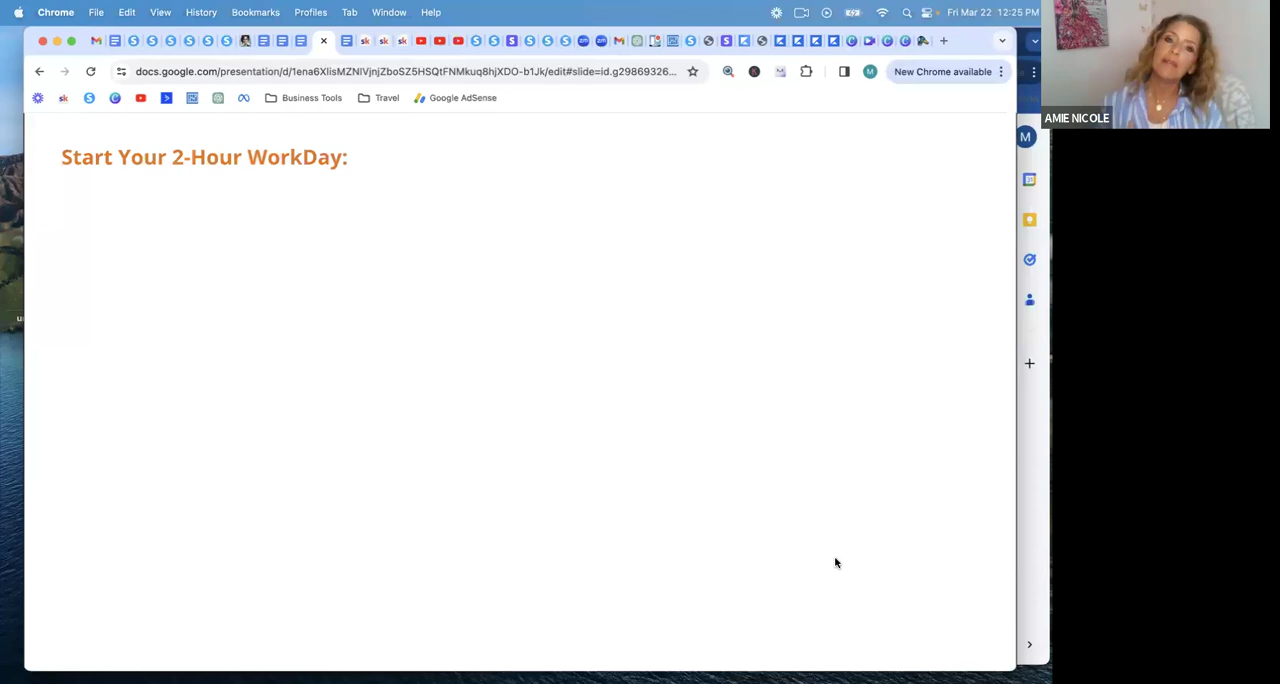 Chrome File Edit View History Bookmarks Profiles Tab Window Help Fri Mar 22 12:25 PM
docs.google.com/presentation/d/1ena6XlisMZNlVjnjZboSZ5HSQtFNMkuq8hjXDO-b1Jk/edit#slide=id.g29869326... New Chrome available
Business Tools Travel Google AdSense
AMIE NICOLE
M
Start Your 2-Hour WorkDay: